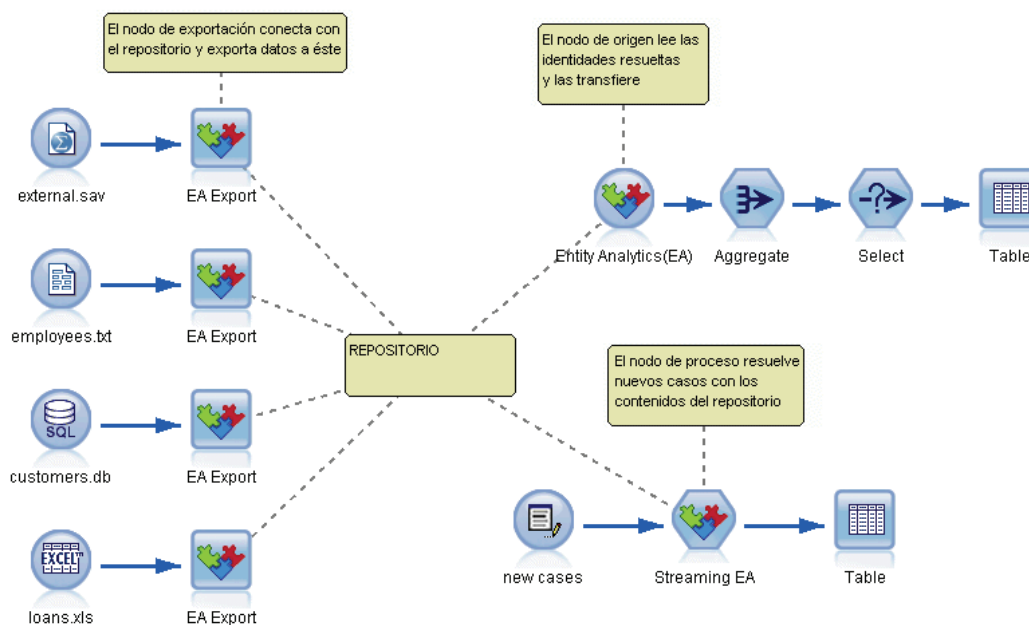 El nodo de exportación conecta con
el repositorio y exporta datos a éste
El nodo de origen lee las
identidades resueltas
y las transfiere
external.sav
EA Export
Entity Analytics(EA)
Aggregate
Select
Table
employees.txt
EA Export
REPOSITORIO
El nodo de proceso resuelve
nuevos casos con los
contenidos del repositorio
SQL
customers.db
EA Export
EXCEL
loans.xls
EA Export
new cases
Streaming EA
Table